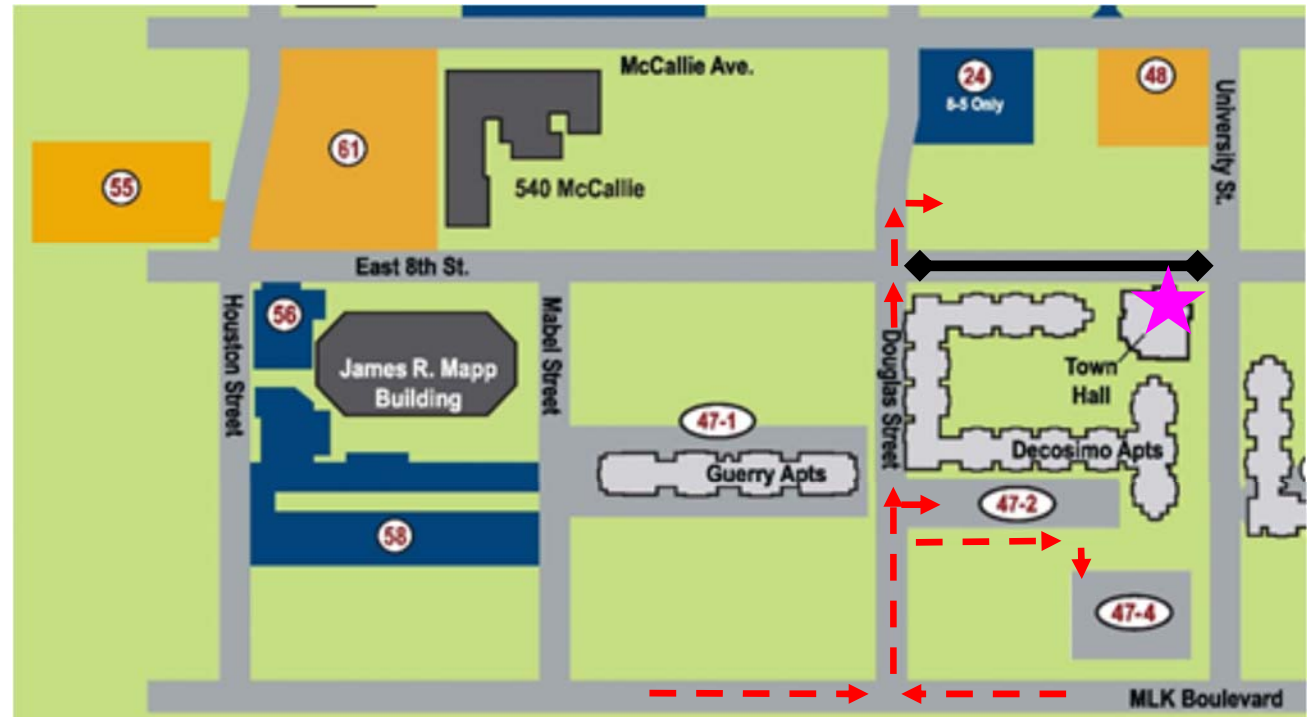 McCallie Ave.
24
8-5 Only
48
University St.
61
540 McCallie
55
East 8th St.
Houston Street
56
James R. Mapp
Building
Mabel Street
Douglas Street
Town
Hall
47-1
Guerry Apts
Decosimo Apts
47-2
58
47-4
MLK Boulevard